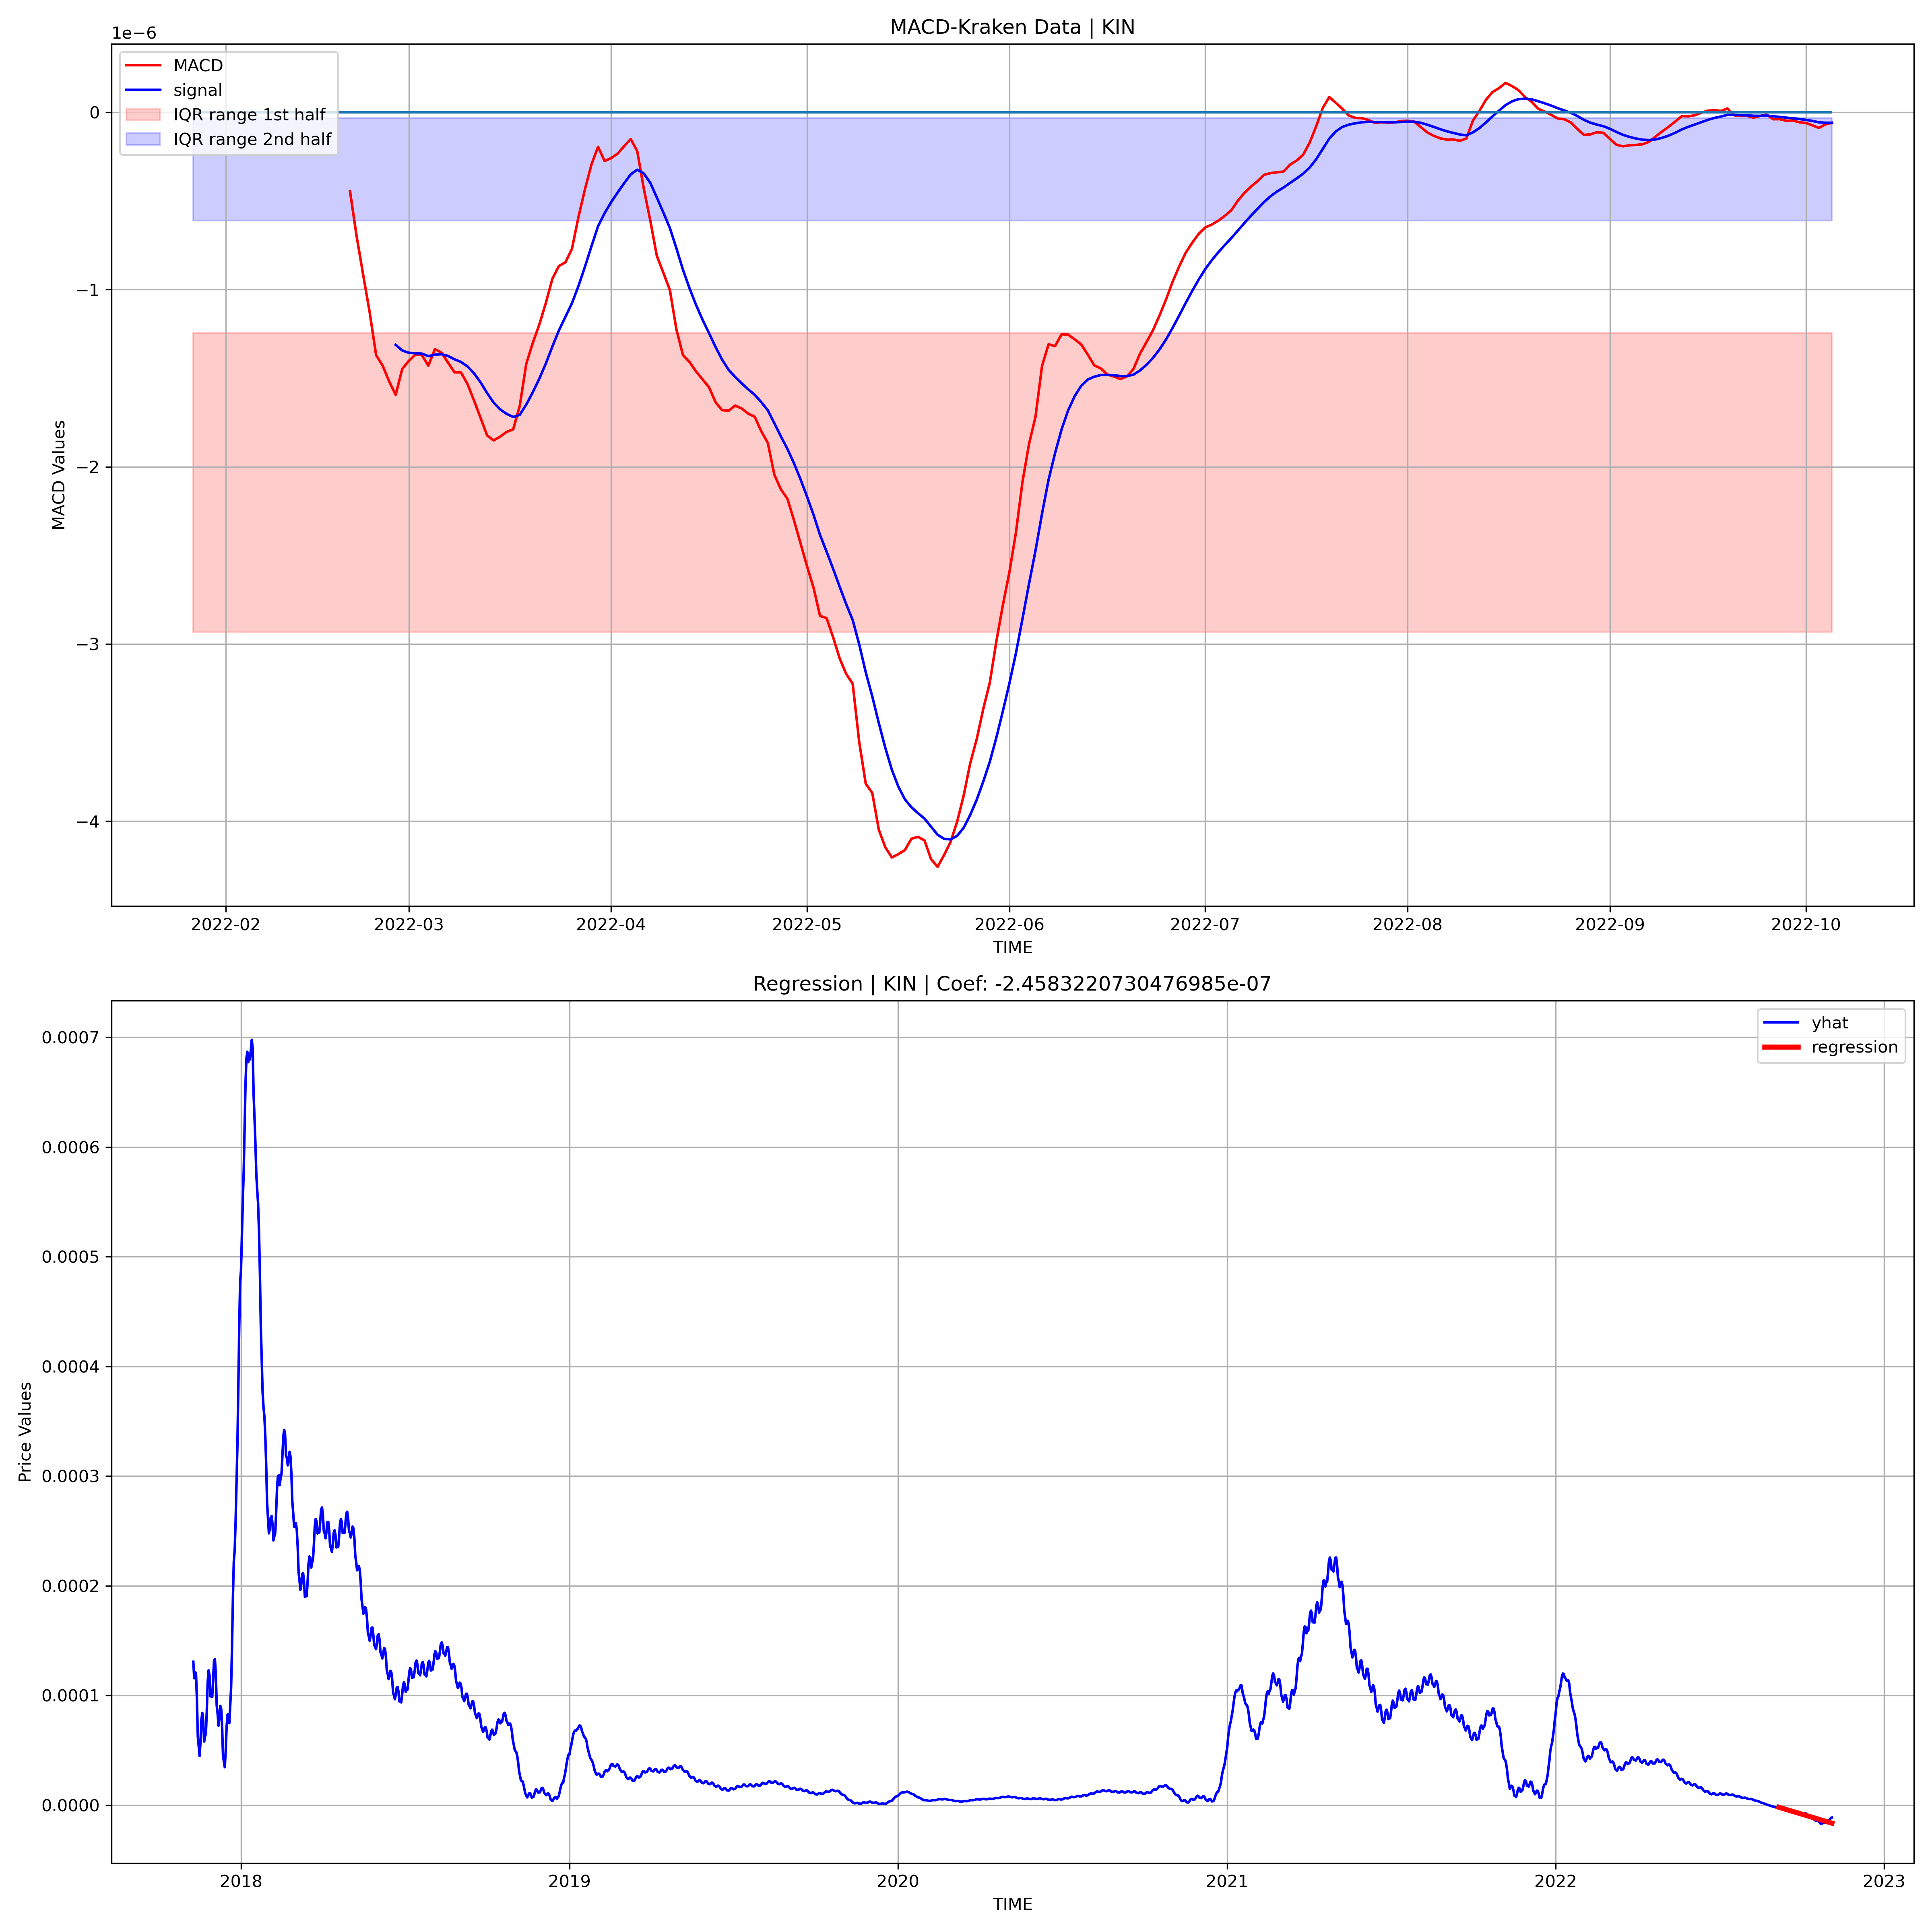 MACD-Kraken Data | KIN
1e−6
MACD
signal
IQR range 1st half
IQR range 2nd half
0
−1
−2
−3
−4
MACD Values
2022-02 2022-03 2022-04 2022-05 2022-06 2022-07 2022-08 2022-09 2022-10
TIME
Regression | KIN | Coef: -2.4583220730476985e-07
yhat
regression
0.0007
0.0006
0.0005
0.0004
0.0003
0.0002
0.0001
0.0000
Price Values
2018 2019 2020 2021 2022 2023
TIME